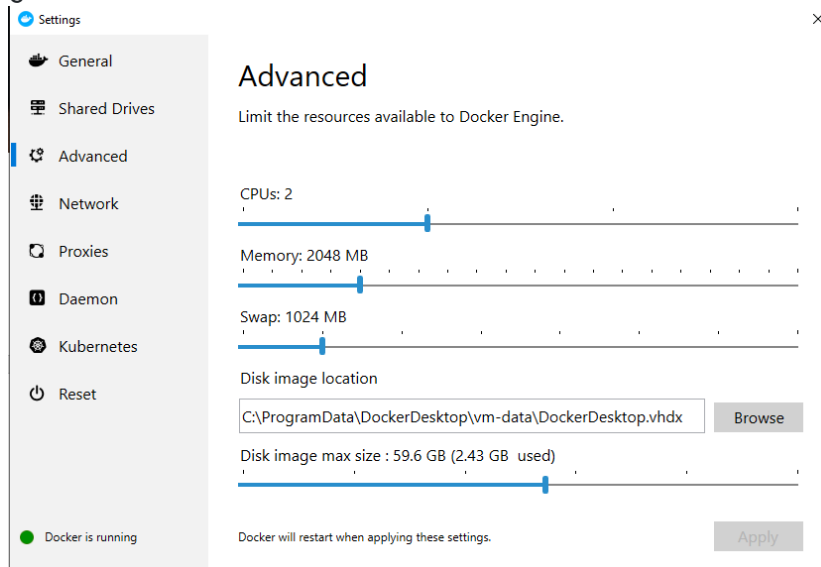 Settings
General
Shared Drives
Advanced
Network
Proxies
Daemon
Kubernetes
Reset
Docker is running
Advanced
Limit the resources available to Docker Engine.
CPUs: 2
Memory: 2048 MB
Swap: 1024 MB
Disk image location
C:\ProgramData\DockerDesktop\vm-data\DockerDesktop.vhdx
Browse
Disk image max size : 59.6 GB (2.43 GB used)
Docker will restart when applying these settings.
Apply